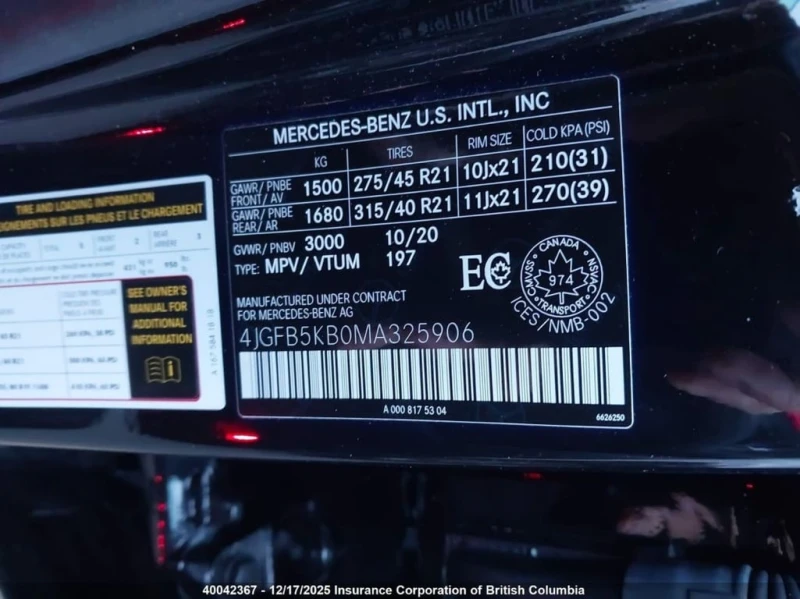 MERCEDES-BENZ U.S. INTL., INC
KG TIRES RIM SIZE COLD KPA (PSI)
GAWR/ PNBE FRONT/ AV 1500 275/45 R21 10Jx21 210(31)
GAWR/ PNBE REAR/ AR 1680 315/40 R21 11Jx21 270(39)
GVWR/ PNBV 3000 10/20
TYPE: MPV/ VTUM 197
EC
CANADA
974
TRANSPORT
ICES/NMB-002
MANUFACTURED UNDER CONTRACT
FOR MERCEDES-BENZ AG
4JGFB5KB0MA325906
A 000 817 53 04
6626250
TIRE AND LOADING INFORMATION
SUR LES PNEUS ET LE CHARGEMENT
SEE OWNER'S
MANUAL FOR
ADDITIONAL
INFORMATION
40042367 - 12/17/2025 Insurance Corporation of British Columbia